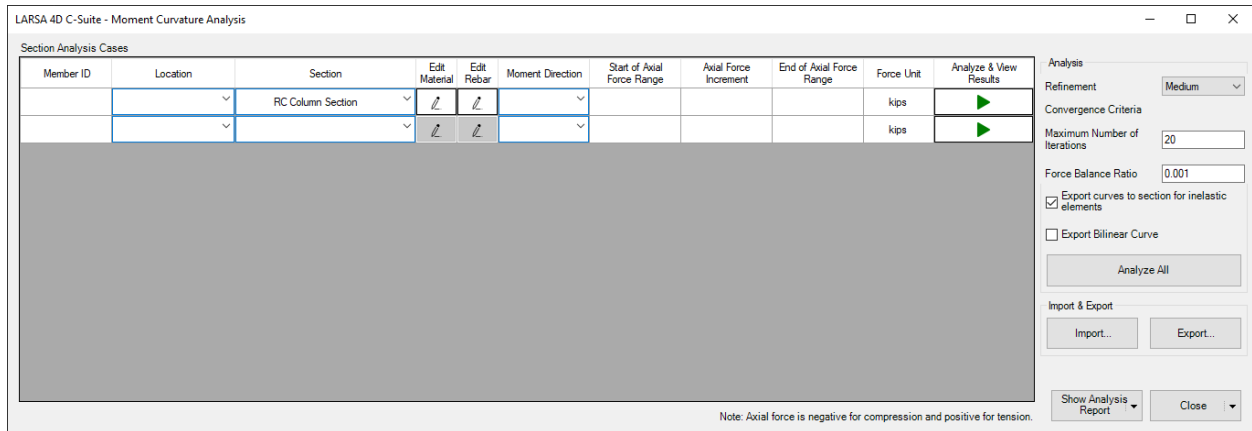 LARSA 4D C-Suite - Moment Curvature Analysis
Section Analysis Cases
Member ID
Location
Section
Edit
Material
Edit
Rebar
Moment Direction
Start of Axial
Force Range
Axial Force
Increment
End of Axial Force
Range
Force Unit
Analyze & View
Results
RC Column Section
kips
kips
Note: Axial force is negative for compression and positive for tension.
Analysis
Refinement
Medium
Convergence Criteria
Maximum Number of
Iterations
20
Force Balance Ratio
0.001
Export curves to section for inelastic
elements
Export Bilinear Curve
Analyze All
Import & Export
Import...
Export...
Show Analysis
Report
Close